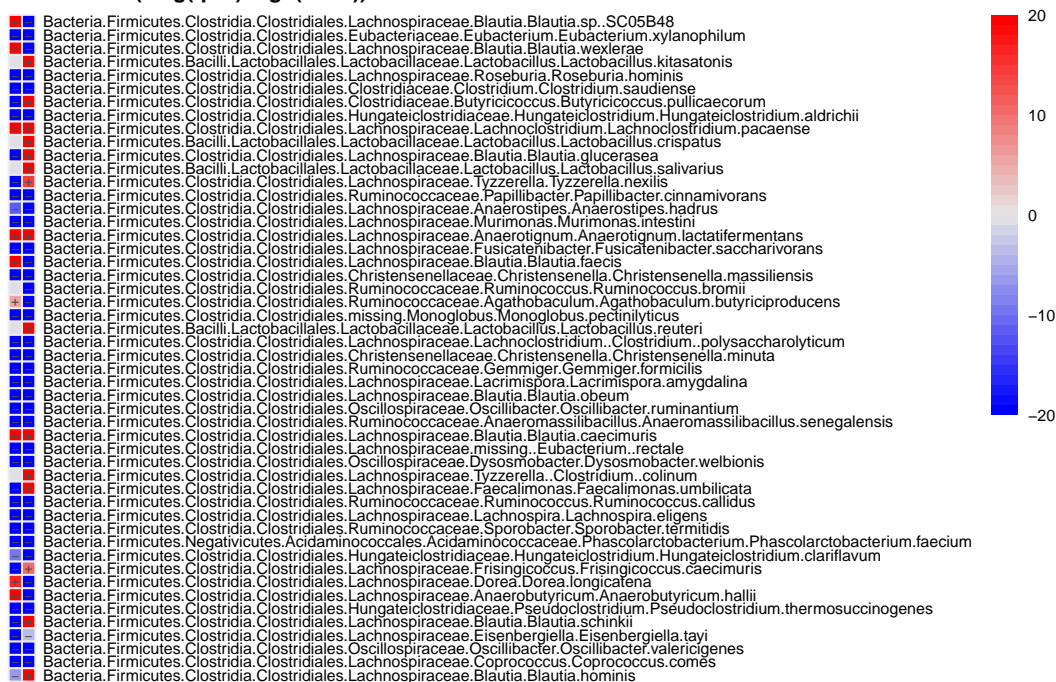 Bacteria.Firmicutes.Clostridia.Clostridiales.Lachnospiraceae.Blautia.Blautia.sp..SC05B48
Bacteria.Firmicutes.Clostridia.Clostridiales.Eubacteriaceae.Eubacterium.Eubacterium.xylanophilum
Bacteria.Firmicutes.Clostridia.Clostridiales.Lachnospiraceae.Blautia.Blautia.wexlerae
Bacteria.Firmicutes.Bacilli.Lactobacillales.Lactobacillaceae.Lactobacillus.Lactobacillus.kitasatonis
Bacteria.Firmicutes.Clostridia.Clostridiales.Lachnospiraceae.Roseburia.Roseburia.hominis
Bacteria.Firmicutes.Clostridia.Clostridiales.Clostridiaceae.Clostridium.Clostridium.saudiense
Bacteria.Firmicutes.Clostridia.Clostridiales.Clostridiaceae.Butyricicoccus.Butyricicoccus.pullicaecorum
Bacteria.Firmicutes.Clostridia.Clostridiales.Hungateiclostridiaceae.Hungateiclostridium.Hungateiclostridium.aldrichii
Bacteria.Firmicutes.Clostridia.Clostridiales.Lachnospiraceae.Lachnoclostridium.Lachnoclostridium.pacaense
Bacteria.Firmicutes.Bacilli.Lactobacillales.Lactobacillaceae.Lactobacillus.Lactobacillus.crispatus
Bacteria.Firmicutes.Clostridia.Clostridiales.Lachnospiraceae.Blautia.Blautia.glucerasea
Bacteria.Firmicutes.Bacilli.Lactobacillales.Lactobacillaceae.Lactobacillus.Lactobacillus.salivarius
Bacteria.Firmicutes.Clostridia.Clostridiales.Lachnospiraceae.Tyzzerella.Tyzzerella.nexilis
Bacteria.Firmicutes.Clostridia.Clostridiales.Ruminococcaceae.Papillibacter.Papillibacter.cinnamivorans
Bacteria.Firmicutes.Clostridia.Clostridiales.Lachnospiraceae.Anaerostipes.Anaerostipes.hadrus
Bacteria.Firmicutes.Clostridia.Clostridiales.Lachnospiraceae.Murimonas.Murimonas.intestini
Bacteria.Firmicutes.Clostridia.Clostridiales.Lachnospiraceae.Anaerotignum.Anaerotignum.lactatifermentans
Bacteria.Firmicutes.Clostridia.Clostridiales.Lachnospiraceae.Fusicatenibacter.Fusicatenibacter.saccharivorans
Bacteria.Firmicutes.Clostridia.Clostridiales.Lachnospiraceae.Blautia.Blautia.faecis
Bacteria.Firmicutes.Clostridia.Clostridiales.Christensenellaceae.Christensenella.Christensenella.massiliensis
Bacteria.Firmicutes.Clostridia.Clostridiales.Ruminococcaceae.Ruminococcus.Ruminococcus.bromii
Bacteria.Firmicutes.Clostridia.Clostridiales.Ruminococcaceae.Agathobaculum.Agathobaculum.butyriciproducens
Bacteria.Firmicutes.Clostridia.Clostridiales.missing.Monoglobus.Monoglobus.pectinilyticus
Bacteria.Firmicutes.Bacilli.Lactobacillales.Lactobacillaceae.Lactobacillus.Lactobacillus.reuteri
Bacteria.Firmicutes.Clostridia.Clostridiales.Lachnospiraceae.Lachnoclostridium..Clostridium..polysaccharolyticum
Bacteria.Firmicutes.Clostridia.Clostridiales.Christensenellaceae.Christensenella.Christensenella.minuta
Bacteria.Firmicutes.Clostridia.Clostridiales.Ruminococcaceae.Gemmiger.Gemmiger.formicilis
Bacteria.Firmicutes.Clostridia.Clostridiales.Lachnospiraceae.Lacrimispora.Lacrimispora.amygdalina
Bacteria.Firmicutes.Clostridia.Clostridiales.Lachnospiraceae.Blautia.Blautia.obeum
Bacteria.Firmicutes.Clostridia.Clostridiales.Oscillospiraceae.Oscillibacter.Oscillibacter.ruminantium
Bacteria.Firmicutes.Clostridia.Clostridiales.Ruminococcaceae.Anaeromassilibacillus.Anaeromassilibacillus.senegalensis
Bacteria.Firmicutes.Clostridia.Clostridiales.Lachnospiraceae.Blautia.Blautia.caecimuris
Bacteria.Firmicutes.Clostridia.Clostridiales.Lachnospiraceae.missing..Eubacterium..rectale
Bacteria.Firmicutes.Clostridia.Clostridiales.Oscillospiraceae.Dysosmobacter.Dysosmobacter.welbionis
Bacteria.Firmicutes.Clostridia.Clostridiales.Lachnospiraceae.Tyzzerella..Clostridium..colinum
Bacteria.Firmicutes.Clostridia.Clostridiales.Lachnospiraceae.Faecalimonas.Faecalimonas.umbilicata
Bacteria.Firmicutes.Clostridia.Clostridiales.Ruminococcaceae.Ruminococcus.Ruminococcus.callidus
Bacteria.Firmicutes.Clostridia.Clostridiales.Lachnospiraceae.Lachnospira.Lachnospira.eligens
Bacteria.Firmicutes.Clostridia.Clostridiales.Ruminococcaceae.Sporobacter.Sporobacter.termitidis
Bacteria.Firmicutes.Negativicutes.Acidaminococcales.Acidaminococcaceae.Phascolarctobacterium.Phascolarctobacterium.faecium
Bacteria.Firmicutes.Clostridia.Clostridiales.Hungateiclostridiaceae.Hungateiclostridium.Hungateiclostridium.clariflavum
Bacteria.Firmicutes.Clostridia.Clostridiales.Lachnospiraceae.Frisingicoccus.Frisingicoccus.caecimuris
Bacteria.Firmicutes.Clostridia.Clostridiales.Lachnospiraceae.Dorea.Dorea.longicatena
Bacteria.Firmicutes.Clostridia.Clostridiales.Lachnospiraceae.Anaerobutyricum.Anaerobutyricum.hallii
Bacteria.Firmicutes.Clostridia.Clostridiales.Hungateiclostridiaceae.Pseudoclostridium.Pseudoclostridium.thermosuccinogenes
Bacteria.Firmicutes.Clostridia.Clostridiales.Lachnospiraceae.Blautia.Blautia.schinkii
Bacteria.Firmicutes.Clostridia.Clostridiales.Lachnospiraceae.Eisenbergiella.Eisenbergiella.tayi
Bacteria.Firmicutes.Clostridia.Clostridiales.Oscillospiraceae.Oscillibacter.Oscillibacter.valericigenes
Bacteria.Firmicutes.Clostridia.Clostridiales.Lachnospiraceae.Coprococcus.Coprococcus.comes
Bacteria.Firmicutes.Clostridia.Clostridiales.Lachnospiraceae.Blautia.Blautia.hominis
20
10
0
−10
−20